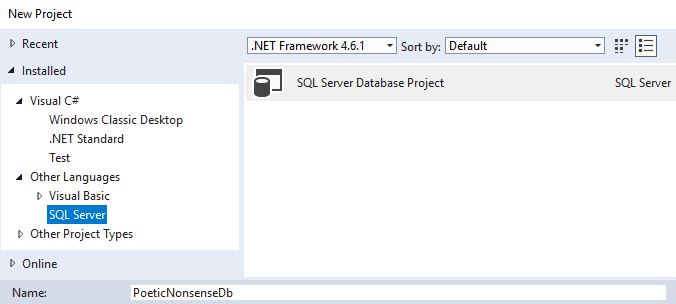 New Project
Recent
.NET Framework 4.6.1 Sort by: Default
Installed
SQL Server Database Project SQL Server
Visual C#
Windows Classic Desktop
.NET Standard
Test
Other Languages
Visual Basic
SQL Server
Other Project Types
Online
Name: PoeticNonsenseDb